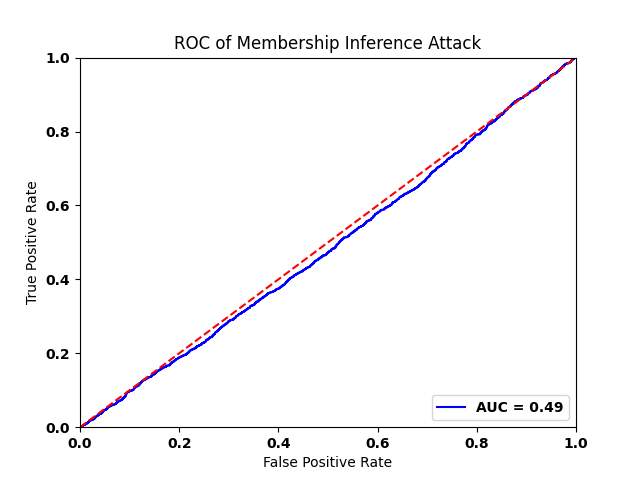 ROC of Membership Inference Attack
1.0
0.8
0.6
0.4
0.2
0.0
True Positive Rate
AUC = 0.49
0.0 0.2 0.4 0.6 0.8 1.0
False Positive Rate